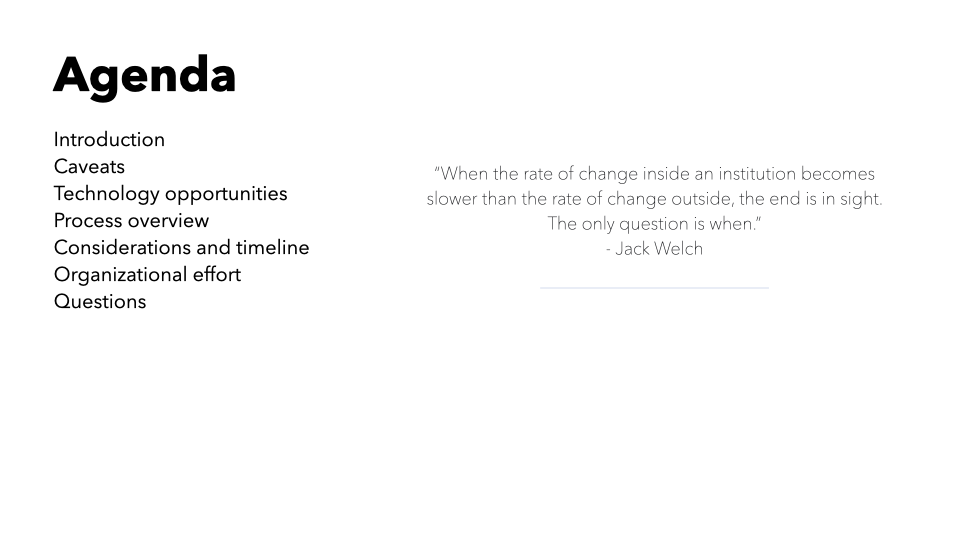 Agenda
Introduction
Caveats
Technology opportunities
Process overview
Considerations and timeline
Organizational effort
Questions
“When the rate of change inside an institution becomes
slower than the rate of change outside, the end is in sight.
The only question is when.”
- Jack Welch